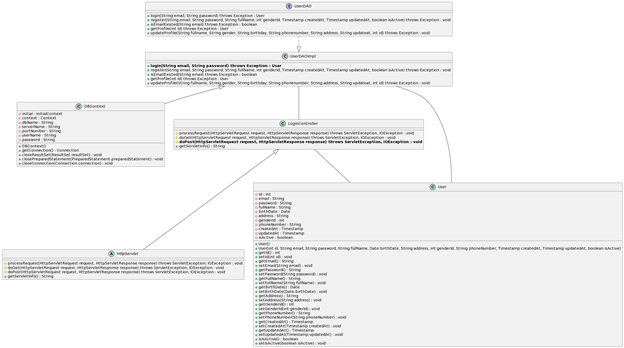 UserDAO
login(String email, String password) throws Exception : User
register(String email, String password, String fullName, int genderId, Timestamp createdAt, Timestamp updatedAt, boolean isActive) throws Exception : void
isEmailExisted(String email) throws Exception : boolean
getProfile(int id) throws Exception : User
updateProfile(String fullname, String gender, String birthday, String phonenumber, String address, String updateat, int id) throws Exception : void
UserDAOImpl
login(String email, String password) throws Exception : User
register(String email, String password, String fullName, int genderId, Timestamp createdAt, Timestamp updatedAt, boolean isActive) throws Exception : void
isEmailExisted(String email) throws Exception : boolean
getProfile(int id) throws Exception : User
updateProfile(String fullname, String gender, String birthday, String phonenumber, String address, String updateat, int id) throws Exception : void
DBContext
initial : InitialContext
context : Context
dbName : String
serverName : String
portNumber : String
userName : String
password : String
DBContext()
getConnection() : Connection
closeResultSet(ResultSet resultSet) : void
closePreparedStatement(PreparedStatement preparedStatement) : void
closeConnection(Connection connection) : void
LoginController
processRequest(HttpServletRequest request, HttpServletResponse response) throws ServletException, IOException : void
doGet(HttpServletRequest request, HttpServletResponse response) throws ServletException, IOException : void
doPost(HttpServletRequest request, HttpServletResponse response) throws ServletException, IOException : void
getServletInfo() : String
User
id : int
email : String
password : String
fullName : String
birthDate : Date
address : String
genderId : int
phoneNumber : String
createdAt : Timestamp
updatedAt : Timestamp
isActive : boolean
User()
User(int id, String email, String password, String fullName, Date birthDate, String address, int genderId, String phoneNumber, Timestamp createdAt, Timestamp updatedAt, boolean isActive)
getId() : int
setId(int id) : void
getEmail() : String
setEmail(String email) : void
getPassword() : String
setPassword(String password) : void
getFullName() : String
setFullName(String fullName) : void
getBirthDate() : Date
setBirthDate(Date birthDate) : void
getAddress() : String
setAddress(String address) : void
getGenderId() : int
setGenderId(int genderId) : void
getPhoneNumber() : String
setPhoneNumber(String phoneNumber) : void
getCreatedAt() : Timestamp
setCreatedAt(Timestamp createdAt) : void
getUpdatedAt() : Timestamp
setUpdatedAt(Timestamp updatedAt) : void
isActive() : boolean
setActive(boolean isActive) : void
HttpServlet
processRequest(HttpServletRequest request, HttpServletResponse response) throws ServletException, IOException : void
doGet(HttpServletRequest request, HttpServletResponse response) throws ServletException, IOException : void
doPost(HttpServletRequest request, HttpServletResponse response) throws ServletException, IOException : void
getServletInfo() : String